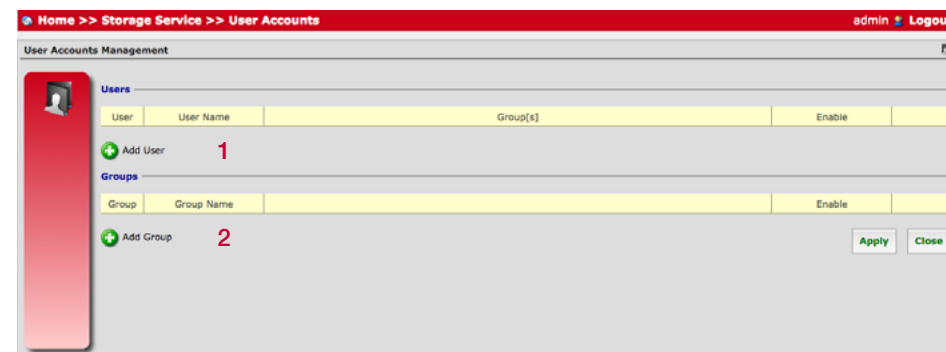 Home >> Storage Service >> User Accounts admin Logou
User Accounts Management
Users
User User Name Group[s] Enable
Add User 1
Groups
Group Group Name Enable
Add Group 2
Apply Close